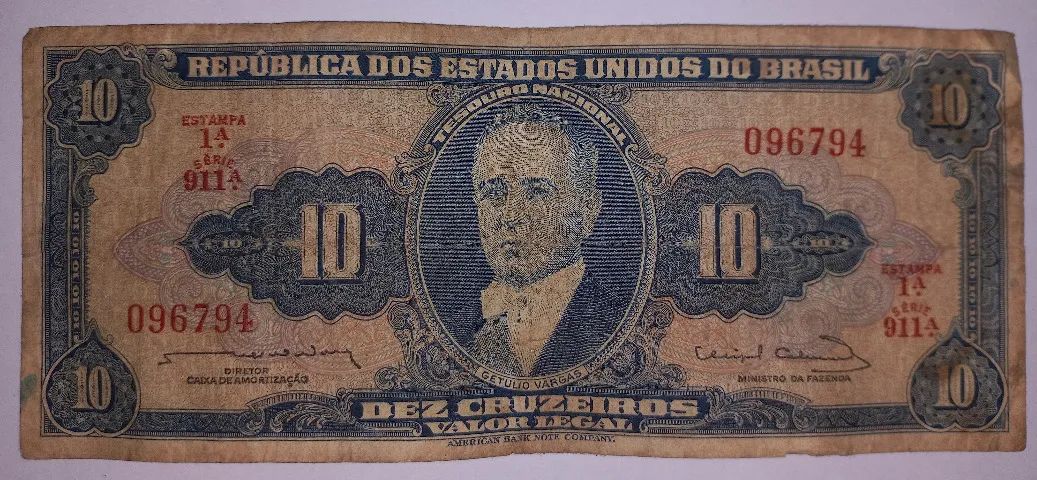 REPÚBLICA DOS ESTADOS UNIDOS DO BRASIL
TESOURO NACIONAL
10
10
ESTAMPA
1ª
SÉRIE
911ª
096794
10
10
10
10
ESTAMPA
1ª
SÉRIE
911ª
096794
DIRETOR
CAIXA DE AMORTIZAÇÃO
GETULIO VARGAS
MINISTRO DA FAZENDA
10
10
DEZ CRUZEIROS
VALOR LEGAL
AMERICAN BANK NOTE COMPANY.